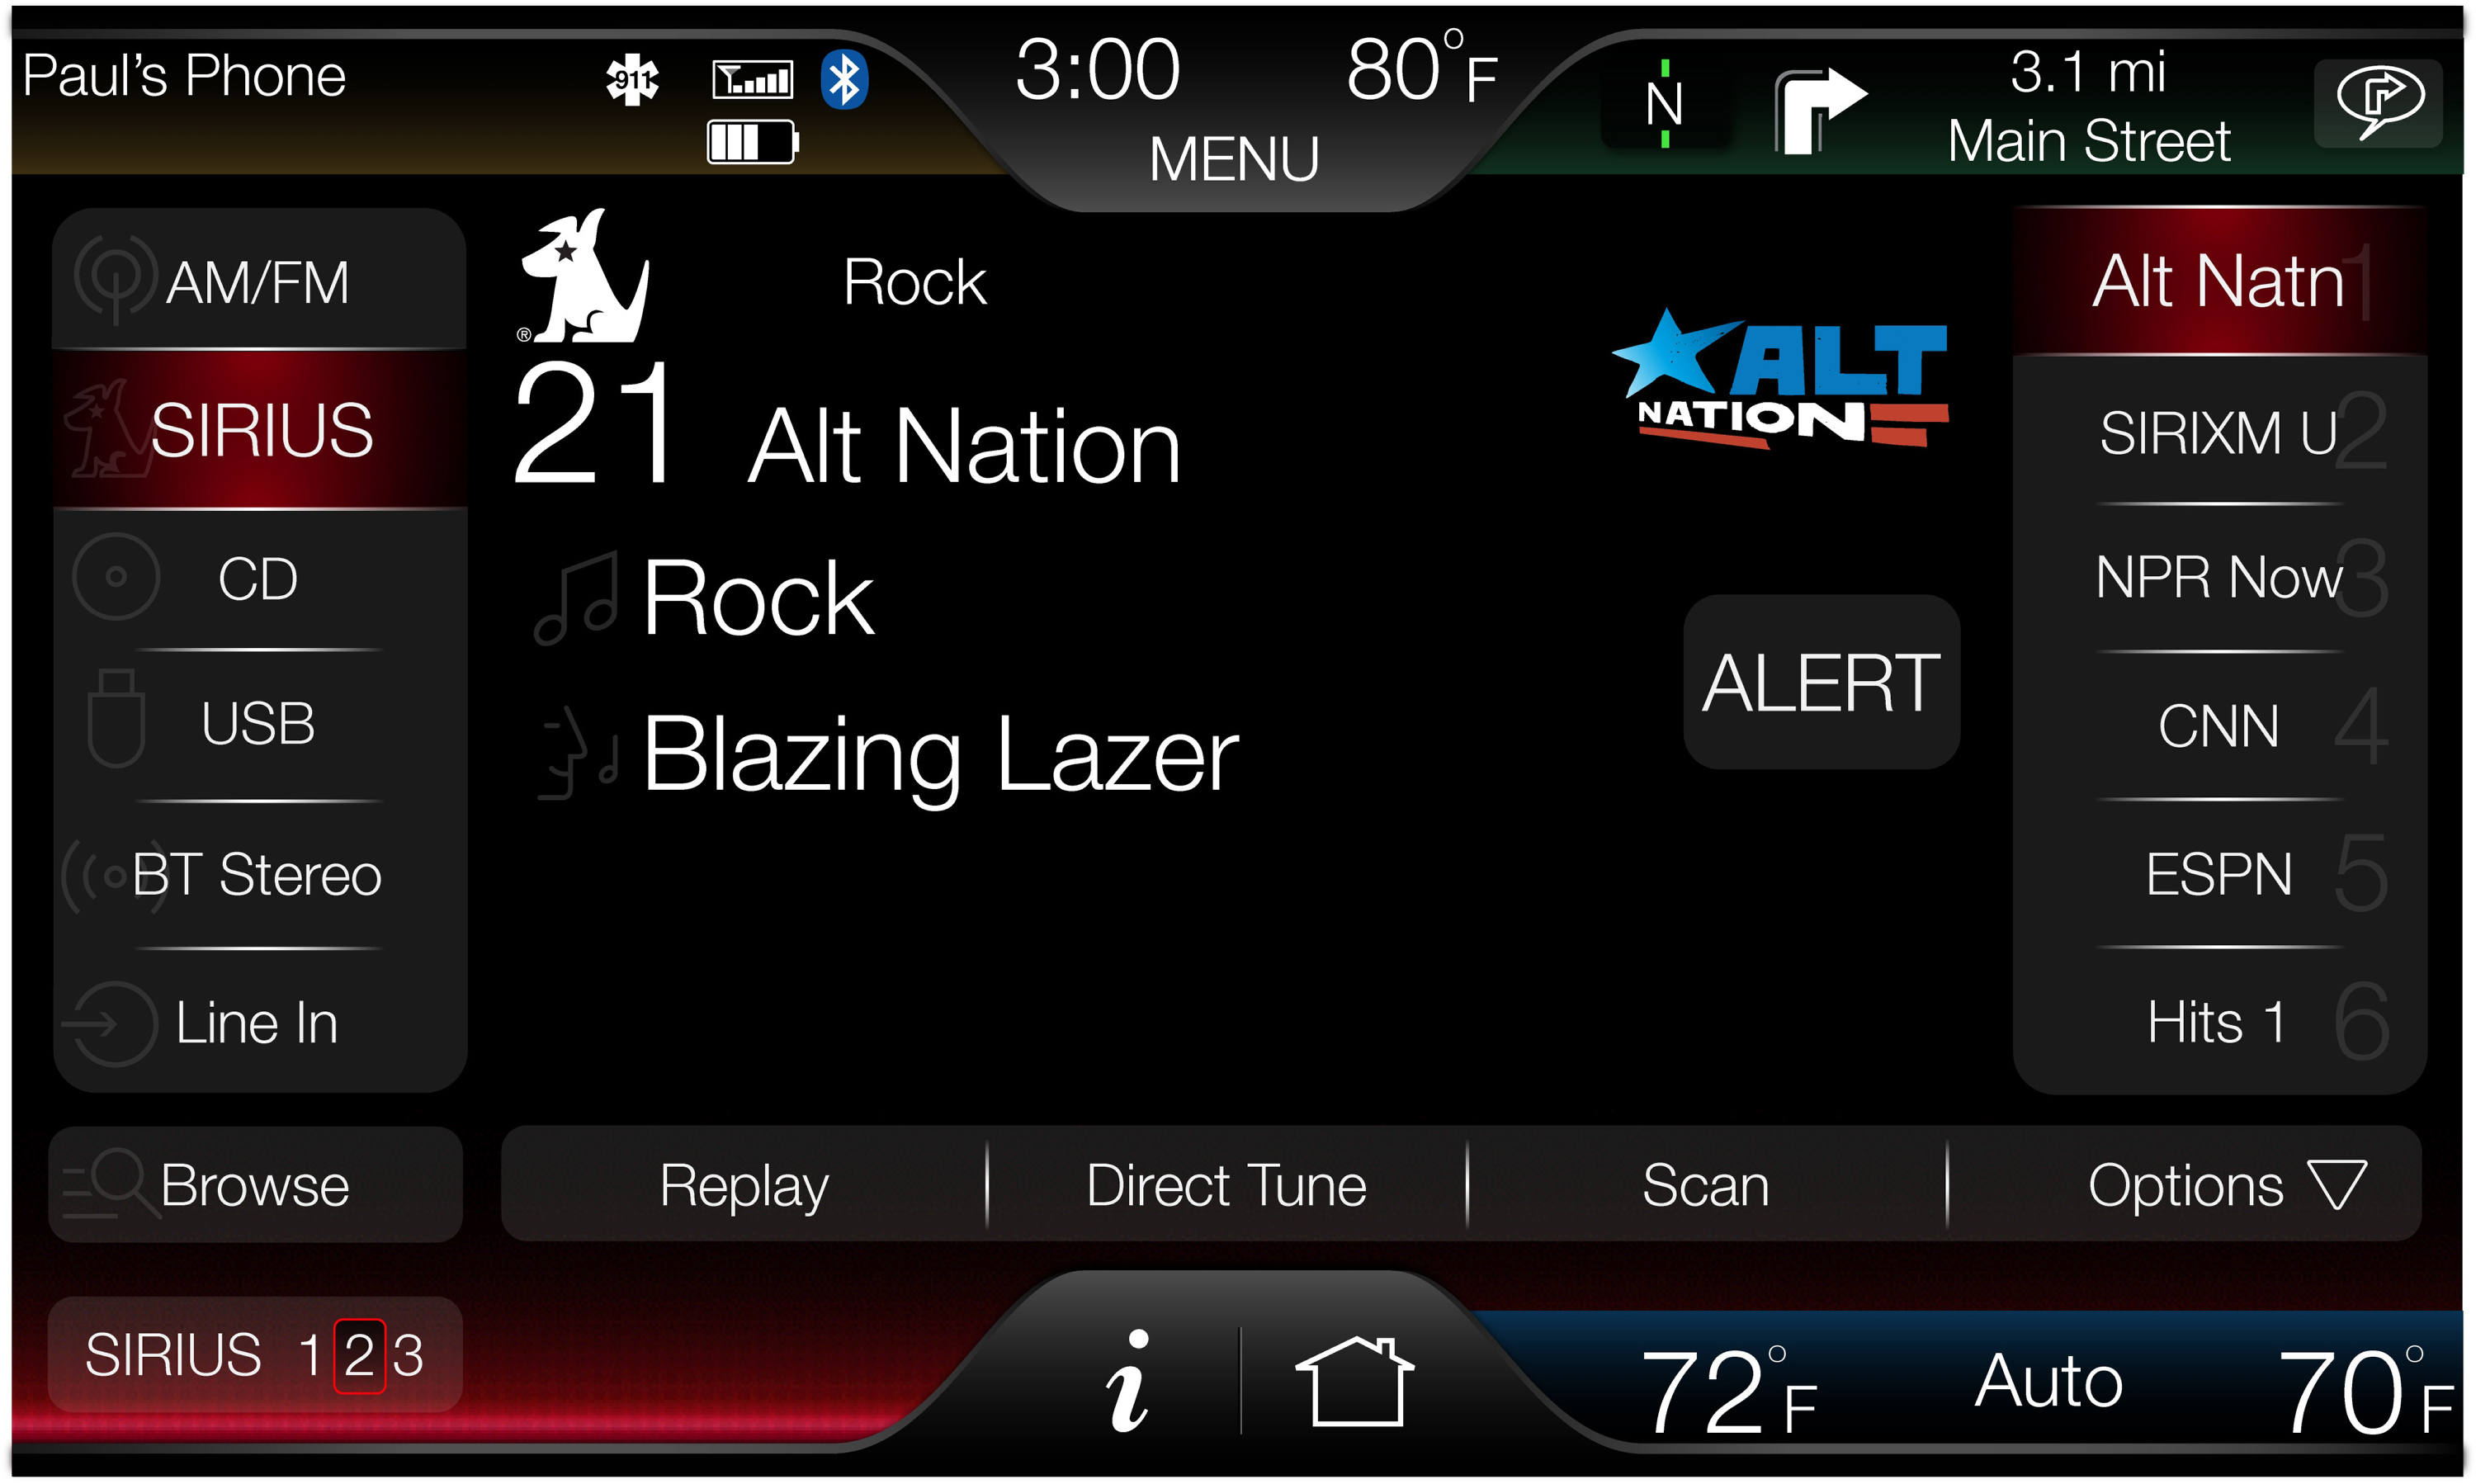 Paul's Phone
911
3:00
80°F
MENU
N
3.1 mi
Main Street
AM/FM
SIRIUS
CD
USB
BT Stereo
Line In
®
Rock
21 Alt Nation
Rock
Blazing Lazer
ALT
NATION
ALERT
Alt Natn 1
SIRIXM U 2
NPR Now 3
CNN 4
ESPN 5
Hits 1 6
Browse
Replay
Direct Tune
Scan
Options
SIRIUS 1 2 3
i
72°F
Auto
70°F